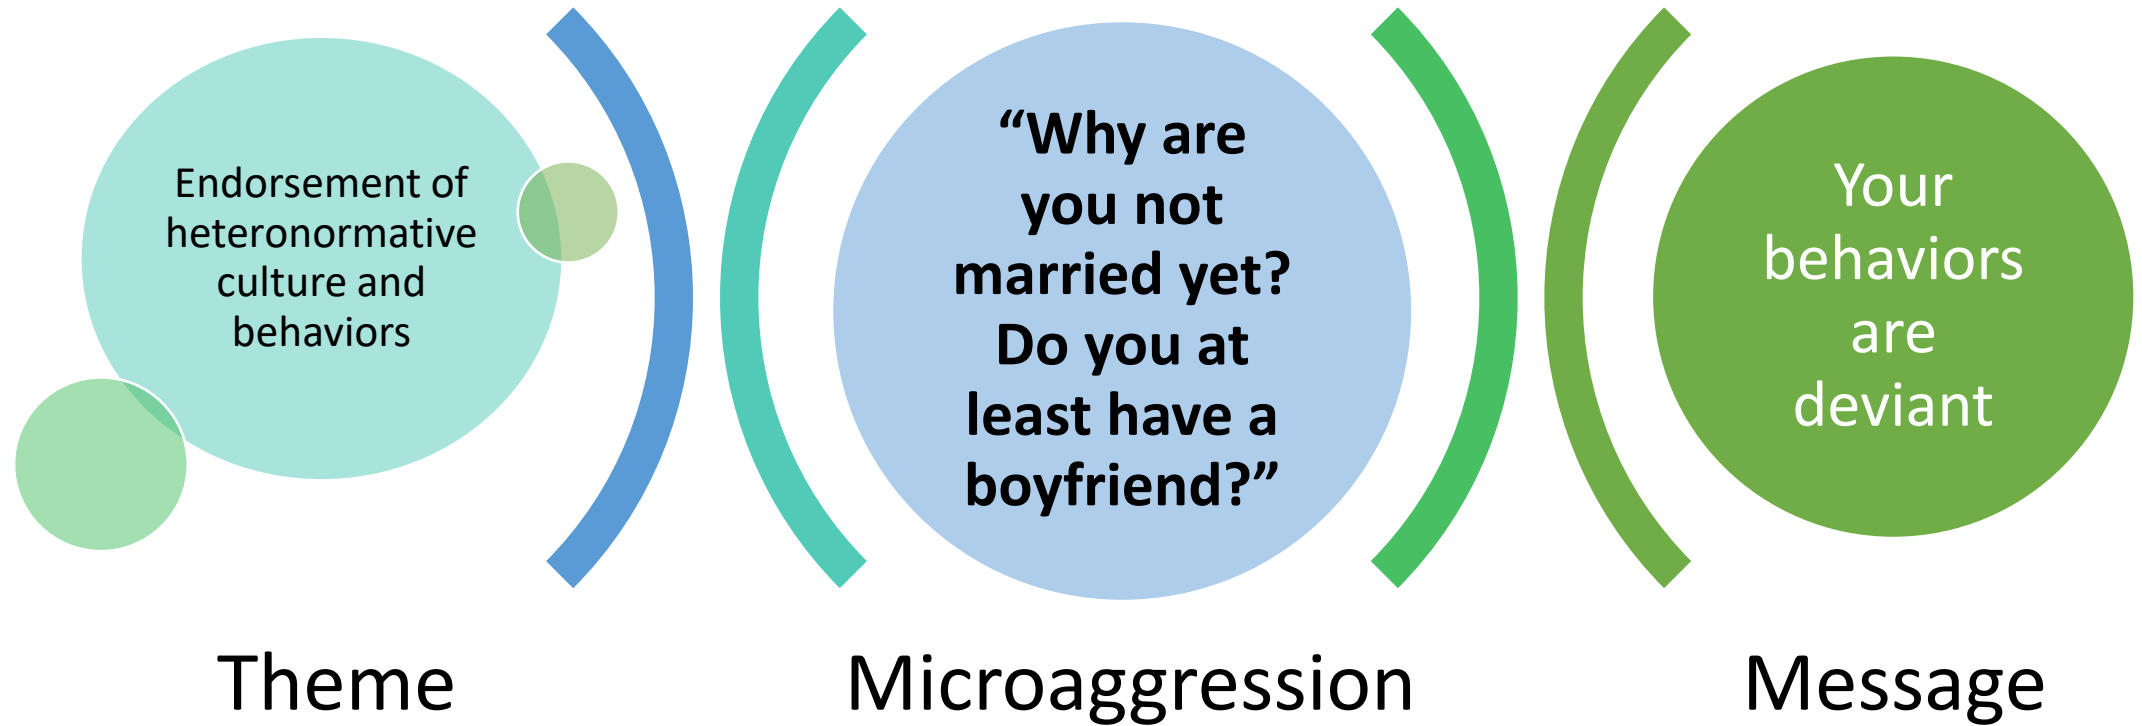 Endorsement of
heteronormative
culture and
behaviors
“Why are
you not
married yet?
Do you at
least have a
boyfriend?”
Your
behaviors
are
deviant
Theme
Microaggression
Message